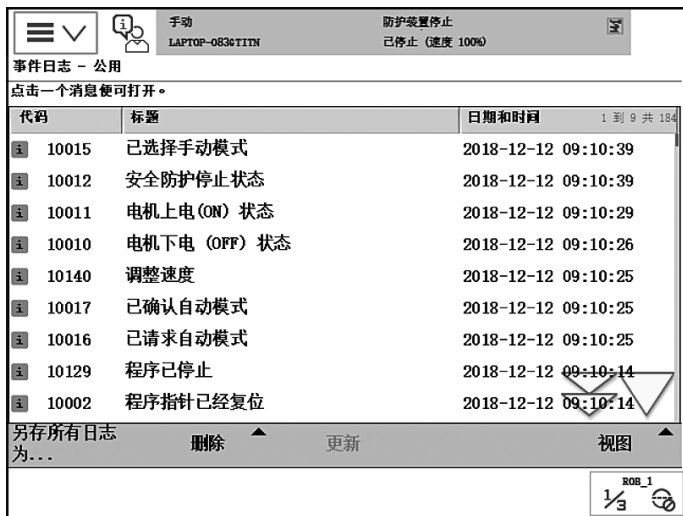 手动
防护装置停止
LAPTOP-O83GTITN
已停止 (速度 100%)
事件日志 - 公用
点击一个消息便可打开。
代码 标题 日期和时间 1 到 9 共 184
10015 已选择手动模式 2018-12-12 09:10:39
10012 安全防护停止状态 2018-12-12 09:10:39
10011 电机上电(ON) 状态 2018-12-12 09:10:29
10010 电机下电 (OFF) 状态 2018-12-12 09:10:26
10140 调整速度 2018-12-12 09:10:25
10017 已确认自动模式 2018-12-12 09:10:25
10016 已请求自动模式 2018-12-12 09:10:25
10129 程序已停止 2018-12-12 09:10:14
10002 程序指针已经复位 2018-12-12 09:10:14
另存所有日志
为...
删除 更新 视图
ROB_1
1/3